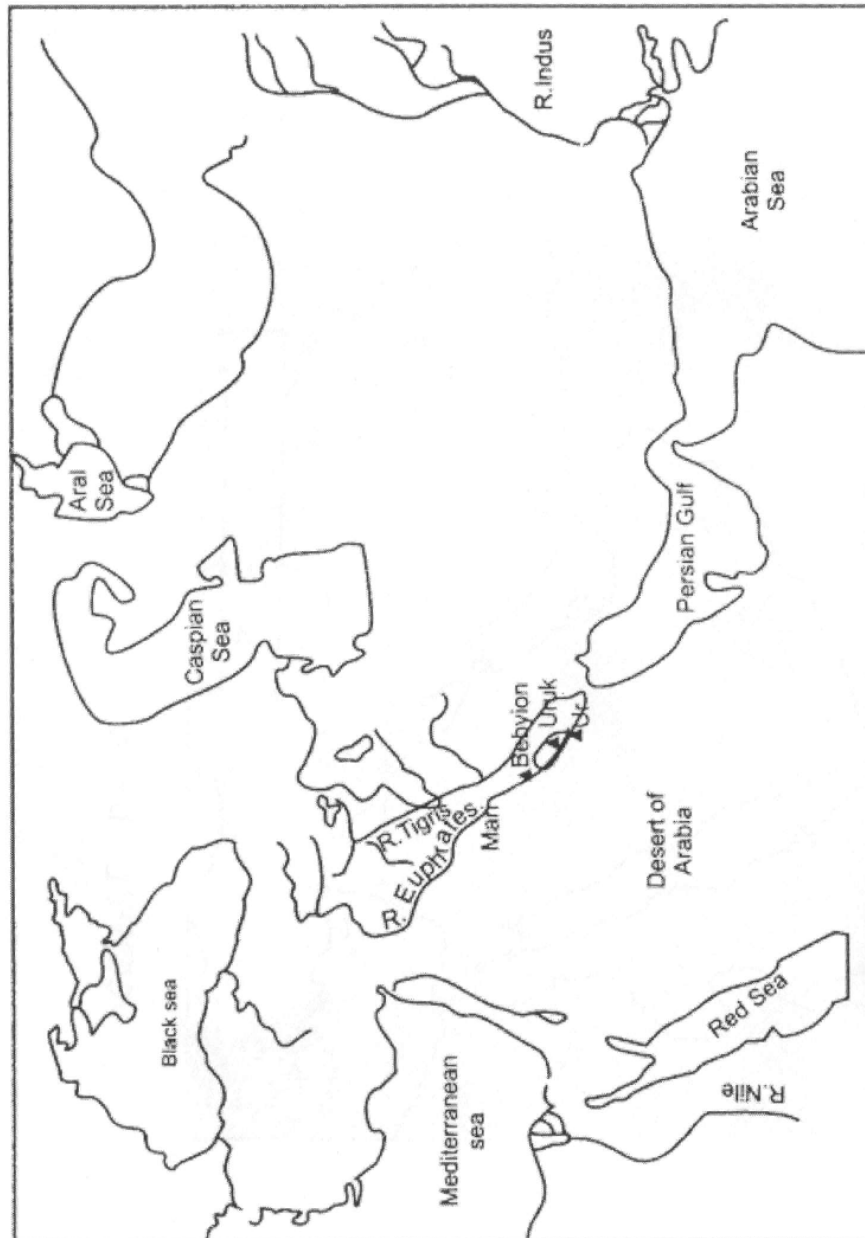 Black sea
Caspian
Sea
Aral
Sea
R.Indus
R.Tigris
R. Euphrates
Mari
Bebyion
Uruk
Ur
Mediterranean
sea
Desert of
Arabia
Persian Gulf
Arabian
Sea
Red Sea
R.Nile